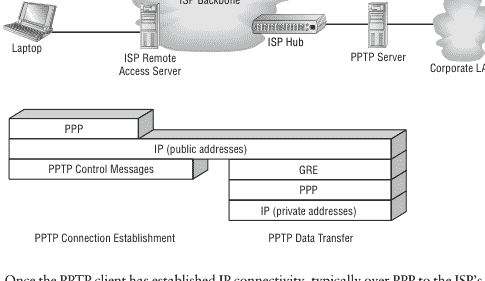 ISP Backbone
Laptop
ISP Remote
Access Server
ISP Hub
PPTP Server
Corporate LA
PPP
IP (public addresses)
PPTP Control Messages
GRE
PPP
IP (private addresses)
PPTP Connection Establishment
PPTP Data Transfer
Once the PPTP client has established IP connectivity, typically over PPP to the ISP's